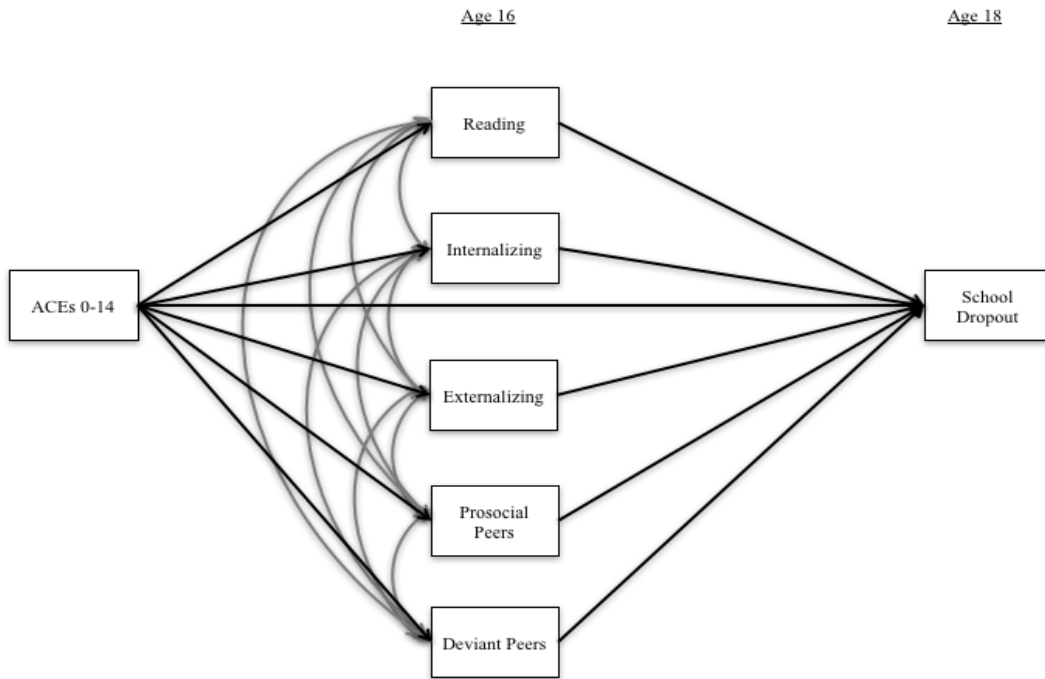 Age 16
Age 18
Reading
Internalizing
ACEs 0-14
School
Dropout
Externalizing
Prosocial
Peers
Deviant Peers